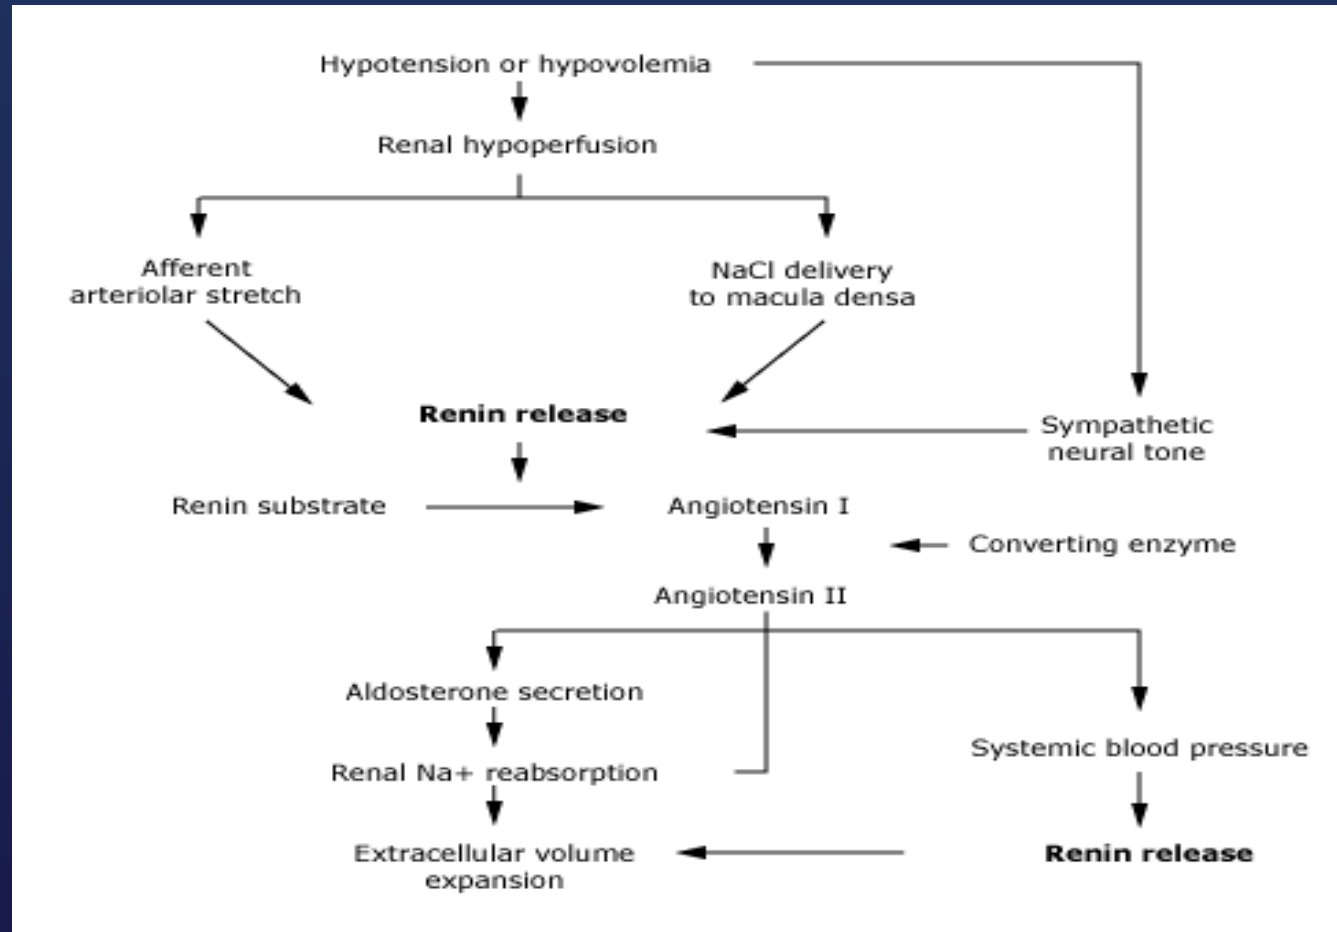 Hypotension or hypovolemia
Renal hypoperfusion
Afferent
arteriolar stretch
NaCl delivery
to macula densa
Renin release
Sympathetic
neural tone
Renin substrate
Angiotensin I
Converting enzyme
Angiotensin II
Aldosterone secretion
Renal Na+ reabsorption
Systemic blood pressure
Extracellular volume
expansion
Renin release